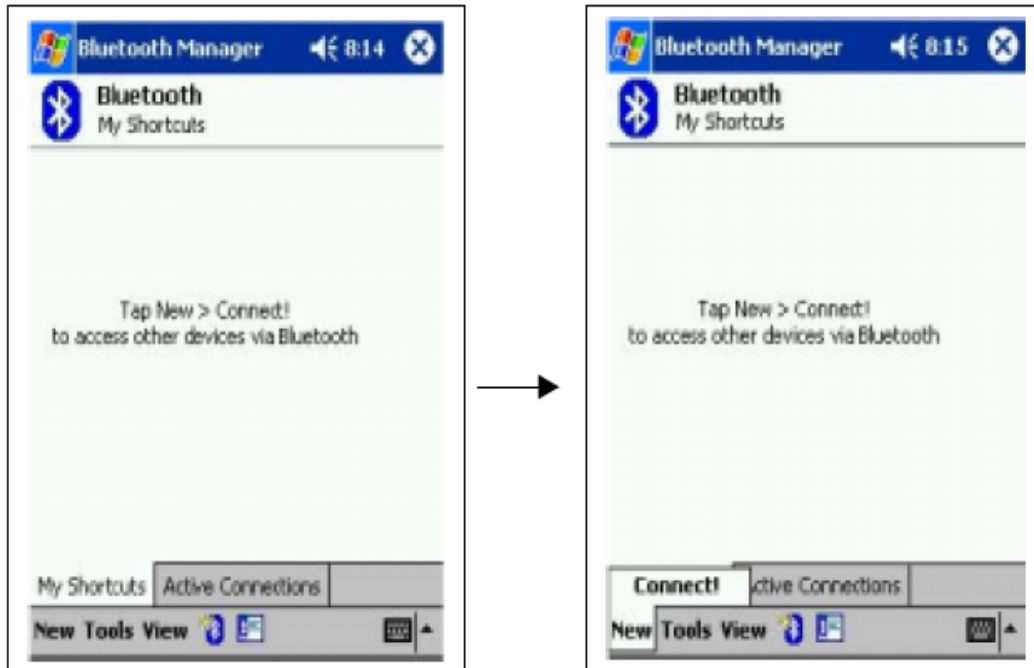 Bluetooth Manager 8:14
Bluetooth
My Shortcuts
Tap New > Connect!
to access other devices via Bluetooth
My Shortcuts Active Connections
New Tools View
Bluetooth Manager 8:15
Bluetooth
My Shortcuts
Tap New > Connect!
to access other devices via Bluetooth
Connect! ctive Connections
New Tools View